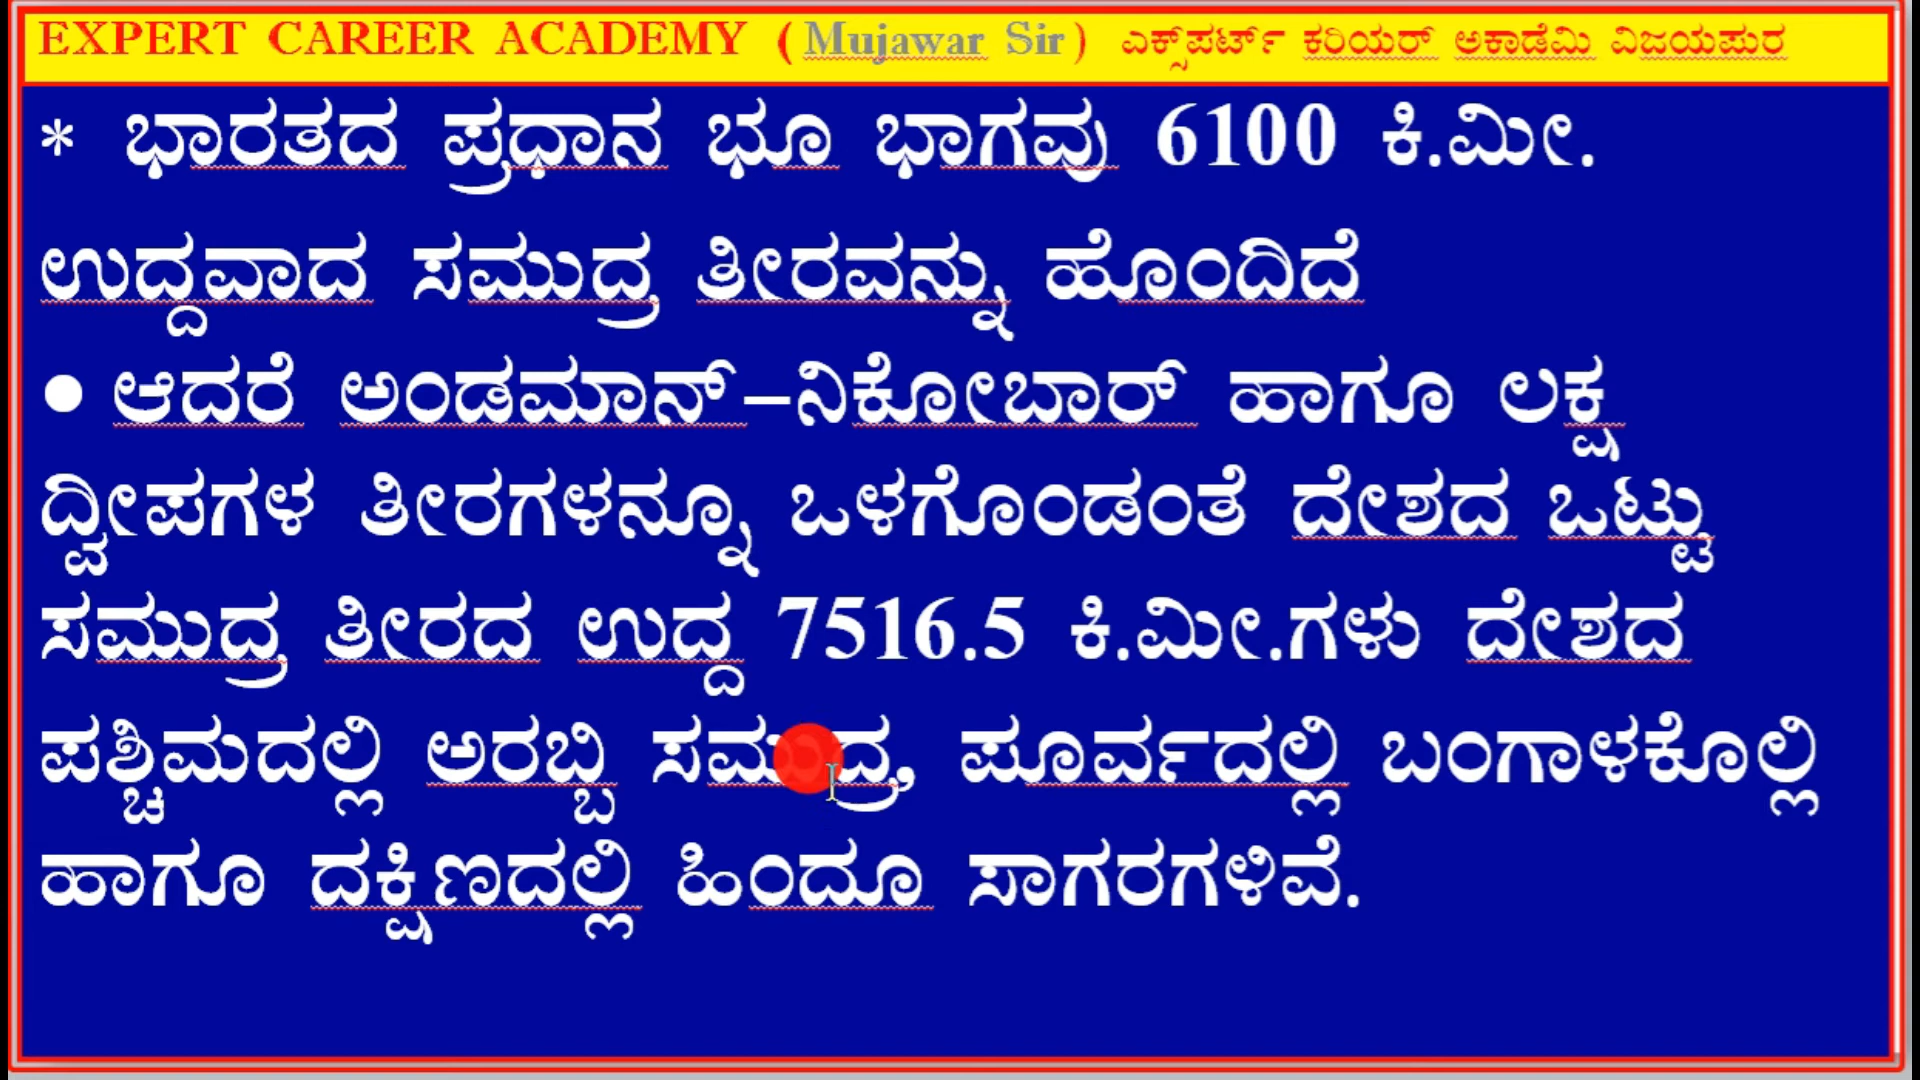 EXPERT CAREER ACADEMY (Mujawar Sir) ಎಕ್ಸ್‌ಪರ್ಟ್ ಕರಿಯರ್ ಅಕಾಡೆಮಿ ವಿಜಯಪುರ
* ಭಾರತದ ಪ್ರಧಾನ ಭೂ ಭಾಗವು 6100 ಕಿ.ಮೀ.
ಉದ್ದವಾದ ಸಮುದ್ರ ತೀರವನ್ನು ಹೊಂದಿದೆ
● ಆದರೆ ಅಂಡಮಾನ್–ನಿಕೋಬಾರ್ ಹಾಗೂ ಲಕ್ಷ
ದ್ವೀಪಗಳ ತೀರಗಳನ್ನೂ ಒಳಗೊಂಡಂತೆ ದೇಶದ ಒಟ್ಟು
ಸಮುದ್ರ ತೀರದ ಉದ್ದ 7516.5 ಕಿ.ಮೀ.ಗಳು ದೇಶದ
ಪಶ್ಚಿಮದಲ್ಲಿ ಅರಬ್ಬಿ ಸಮುದ್ರ, ಪೂರ್ವದಲ್ಲಿ ಬಂಗಾಳಕೊಲ್ಲಿ
ಹಾಗೂ ದಕ್ಷಿಣದಲ್ಲಿ ಹಿಂದೂ ಸಾಗರಗಳಿವೆ.